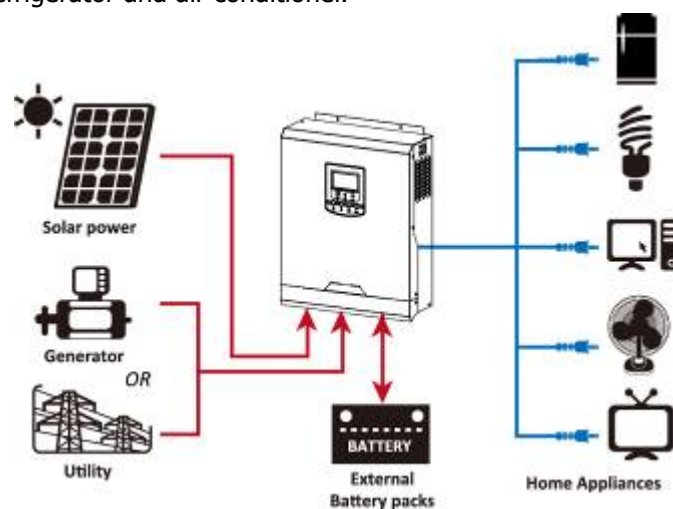 refrigerator and air conditioner.
Solar power
Generator
OR
Utility
BATTERY
External
Battery packs
Home Appliances